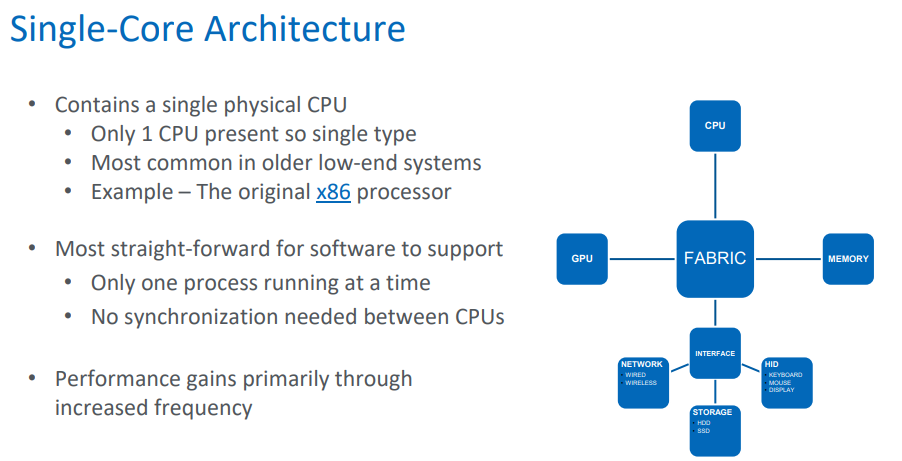 Single-Core Architecture
• Contains a single physical CPU
• Only 1 CPU present so single type
• Most common in older low-end systems
• Example – The original x86 processor
• Most straight-forward for software to support
• Only one process running at a time
• No synchronization needed between CPUs
• Performance gains primarily through
increased frequency
CPU
GPU
FABRIC
MEMORY
INTERFACE
NETWORK
• WIRED
• WIRELESS
HID
• KEYBOARD
• MOUSE
• DISPLAY
STORAGE
• HDD
• SSD